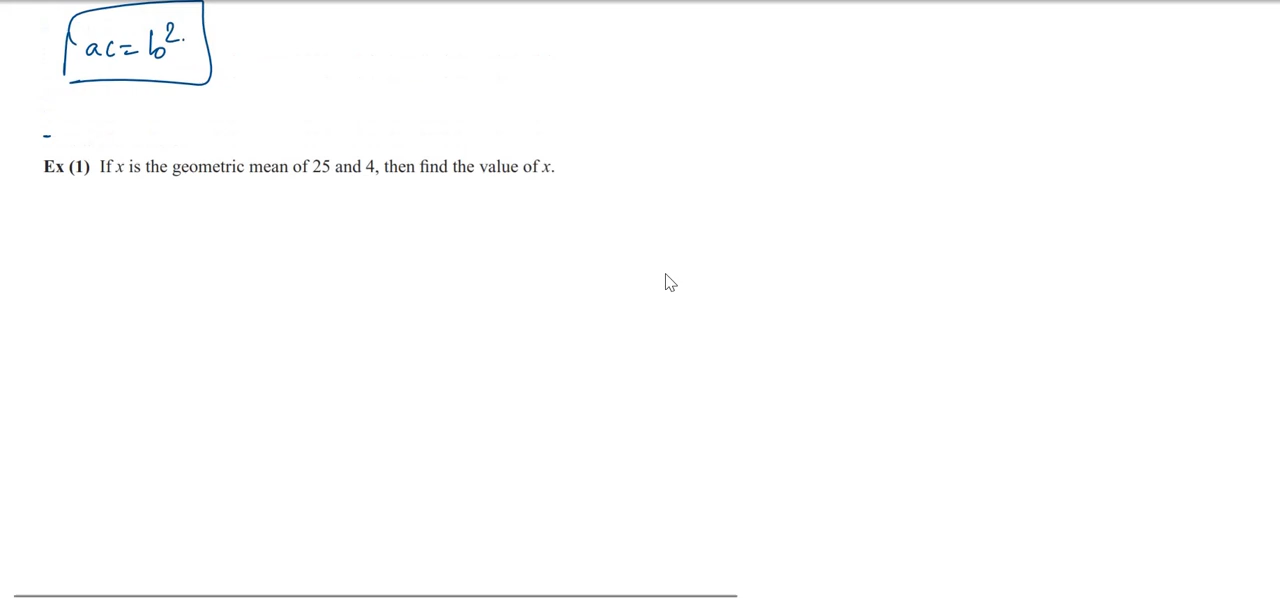 ac = b².
Ex (1) If x is the geometric mean of 25 and 4, then find the value of x.